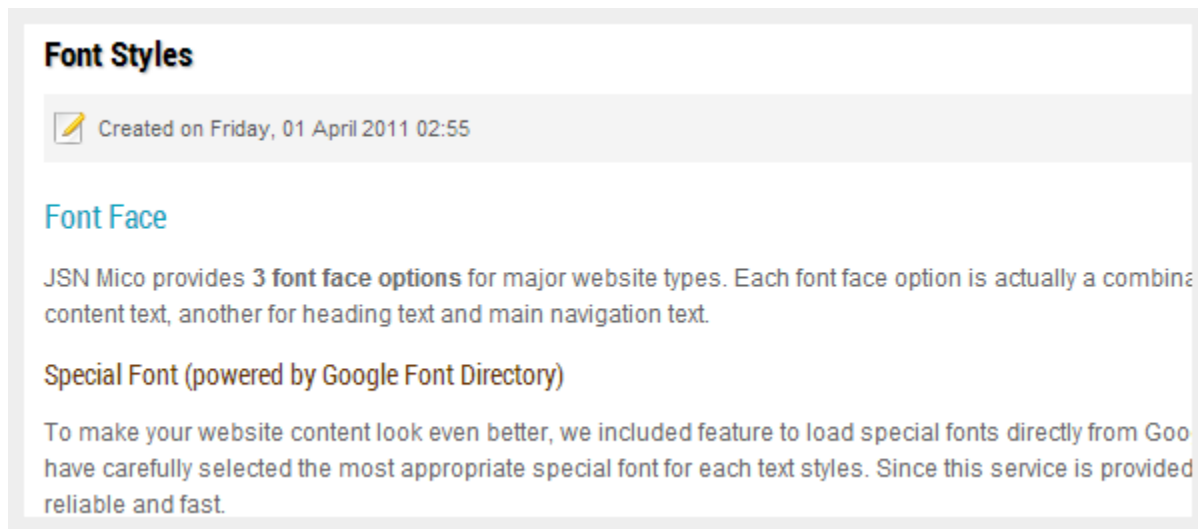 Font Styles
Created on Friday, 01 April 2011 02:55
Font Face
JSN Mico provides 3 font face options for major website types. Each font face option is actually a
content text, another for heading text and main navigation text.
Special Font (powered by Google Font Directory)
To make your website content look even better, we included feature to load special fonts directly from
have carefully selected the most appropriate special font for each text styles. Since this service is provided
reliable and fast.